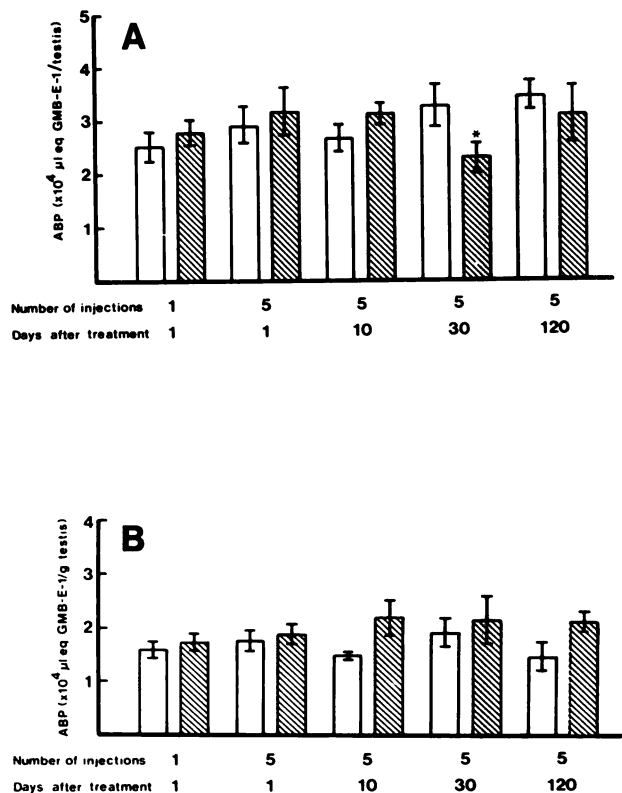 A
ABP (x10⁴ µl eq GMB-E-1/testis)
5
4
3
2
1
*
Number of injections 1 5 5 5 5
Days after treatment 1 1 10 30 120
B
ABP (x10⁴ µl eq GMB-E-1/g testis)
4
3
2
1
Number of injections 1 5 5 5 5
Days after treatment 1 1 10 30 120